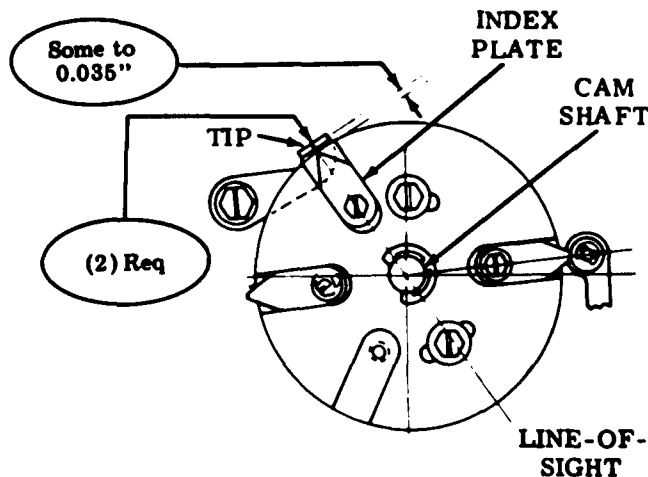 Some to
0.035"
INDEX
PLATE
CAM
SHAFT
TIP
(2) Req
LINE-OF-
SIGHT